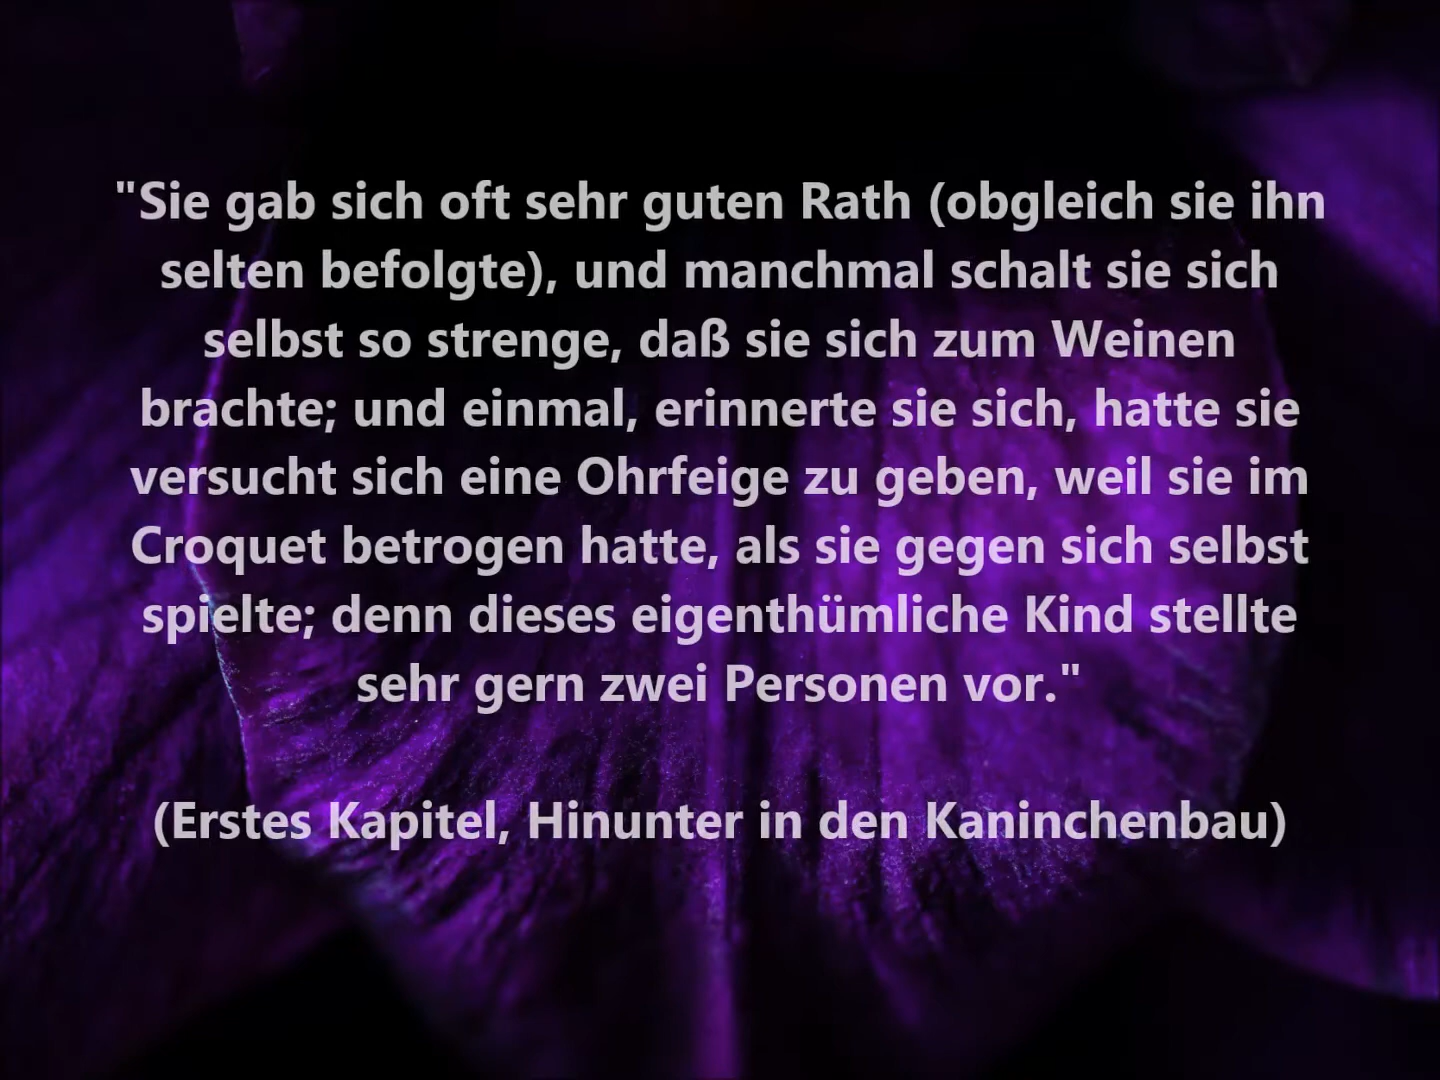 "Sie gab sich oft sehr guten Rath (obgleich sie ihn
selten befolgte), und manchmal schalt sie sich
selbst so strenge, daß sie sich zum Weinen
brachte; und einmal, erinnerte sie sich, hatte sie
versucht sich eine Ohrfeige zu geben, weil sie im
Croquet betrogen hatte, als sie gegen sich selbst
spielte; denn dieses eigenthümliche Kind stellte
sehr gern zwei Personen vor."
(Erstes Kapitel, Hinunter in den Kaninchenbau)